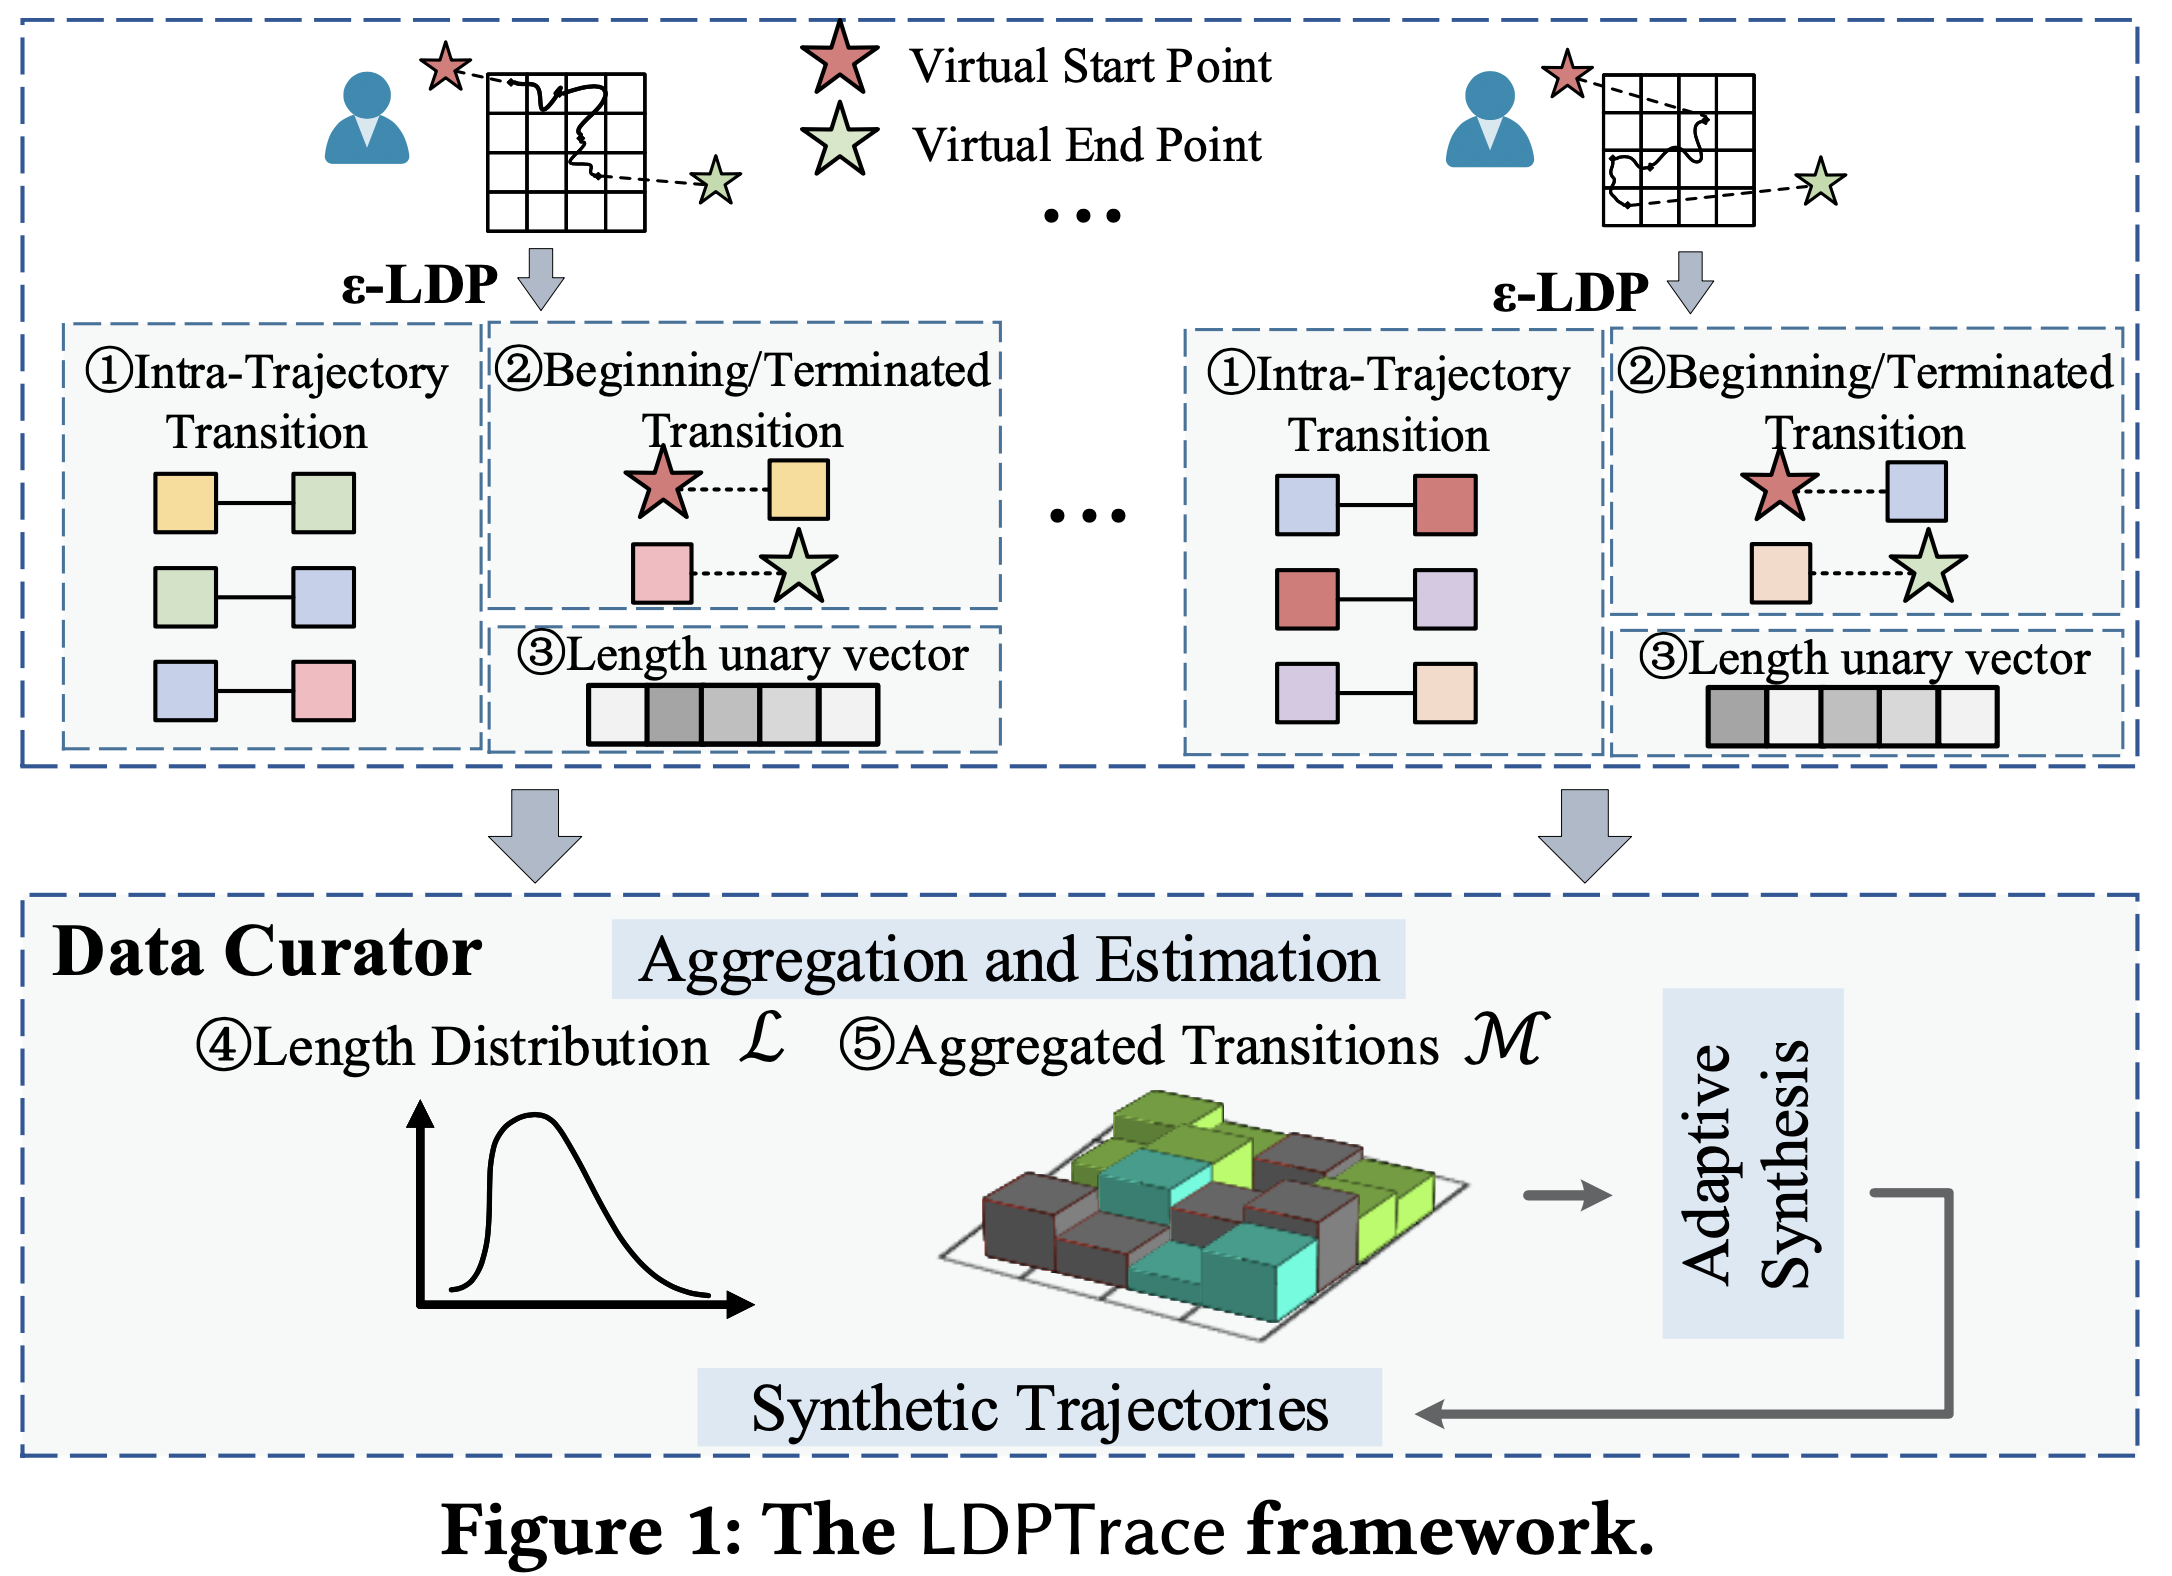 Virtual Start Point
Virtual End Point
...
ε-LDP
ε-LDP
①Intra-Trajectory
Transition
②Beginning/Terminated
Transition
③Length unary vector
...
①Intra-Trajectory
Transition
②Beginning/Terminated
Transition
③Length unary vector
Data Curator
Aggregation and Estimation
④Length Distribution ℒ
⑤Aggregated Transitions ℳ
Adaptive
Synthesis
Synthetic Trajectories
Figure 1: The LDPTrace framework.